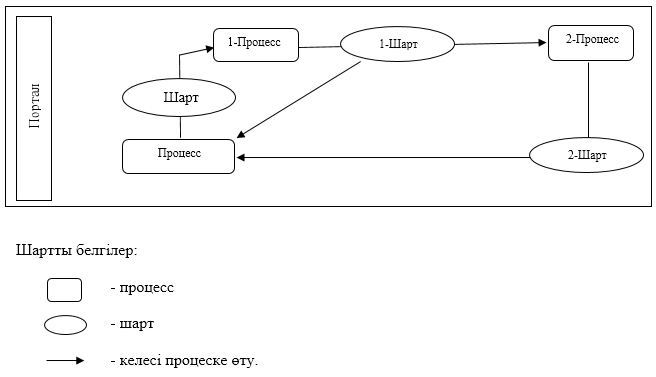 Портал
1-Процесс
1-Шарт
2-Процесс
Шарт
Процесс
2-Шарт
Шартты белгілер:
- процесс
- шарт
- келесі процеске өту.